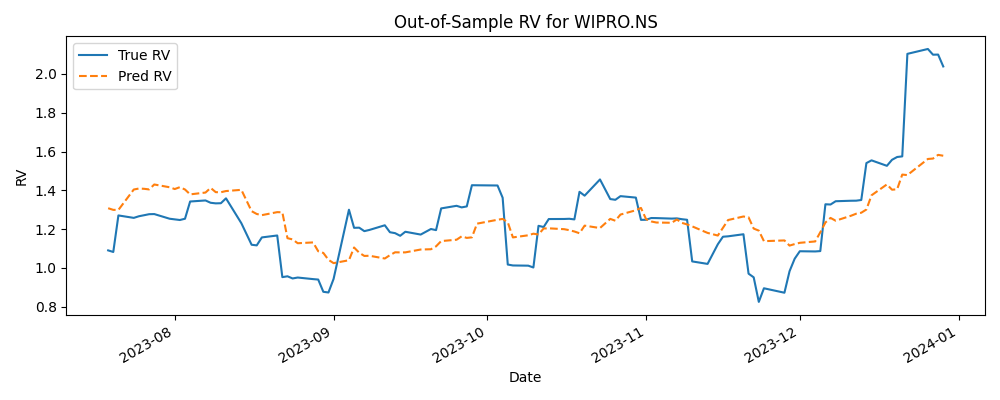 Out-of-Sample RV for WIPRO.NS
True RV
Pred RV
RV
2.0
1.8
1.6
1.4
1.2
1.0
0.8
2023-08
2023-09
2023-10
2023-11
2023-12
2024-01
Date